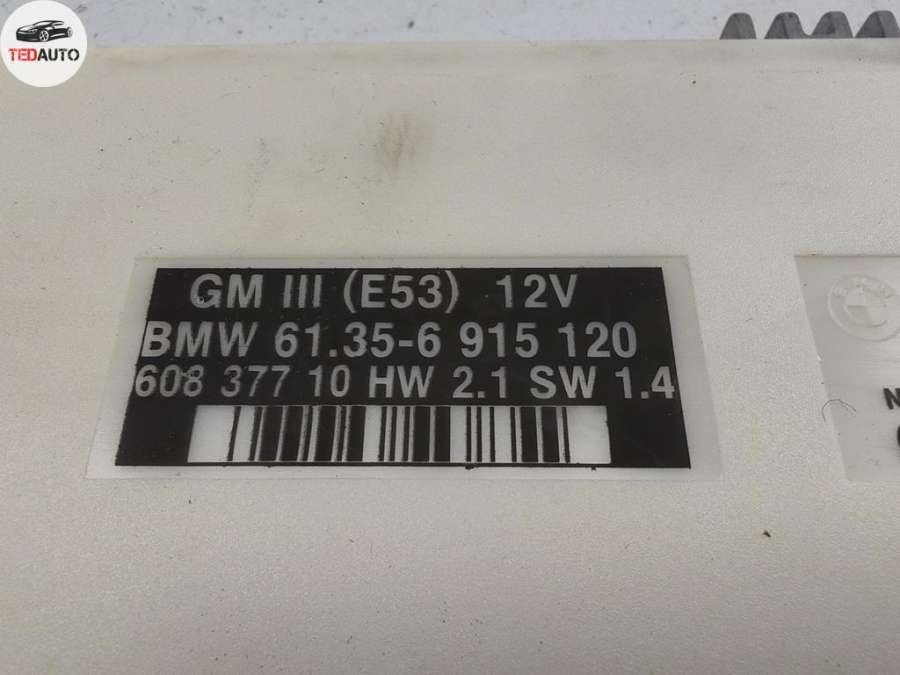 TEDAUTO
GM III (E53) 12V
BMW 61.35-6 915 120
608 377 10 HW 2.1 SW 1.4